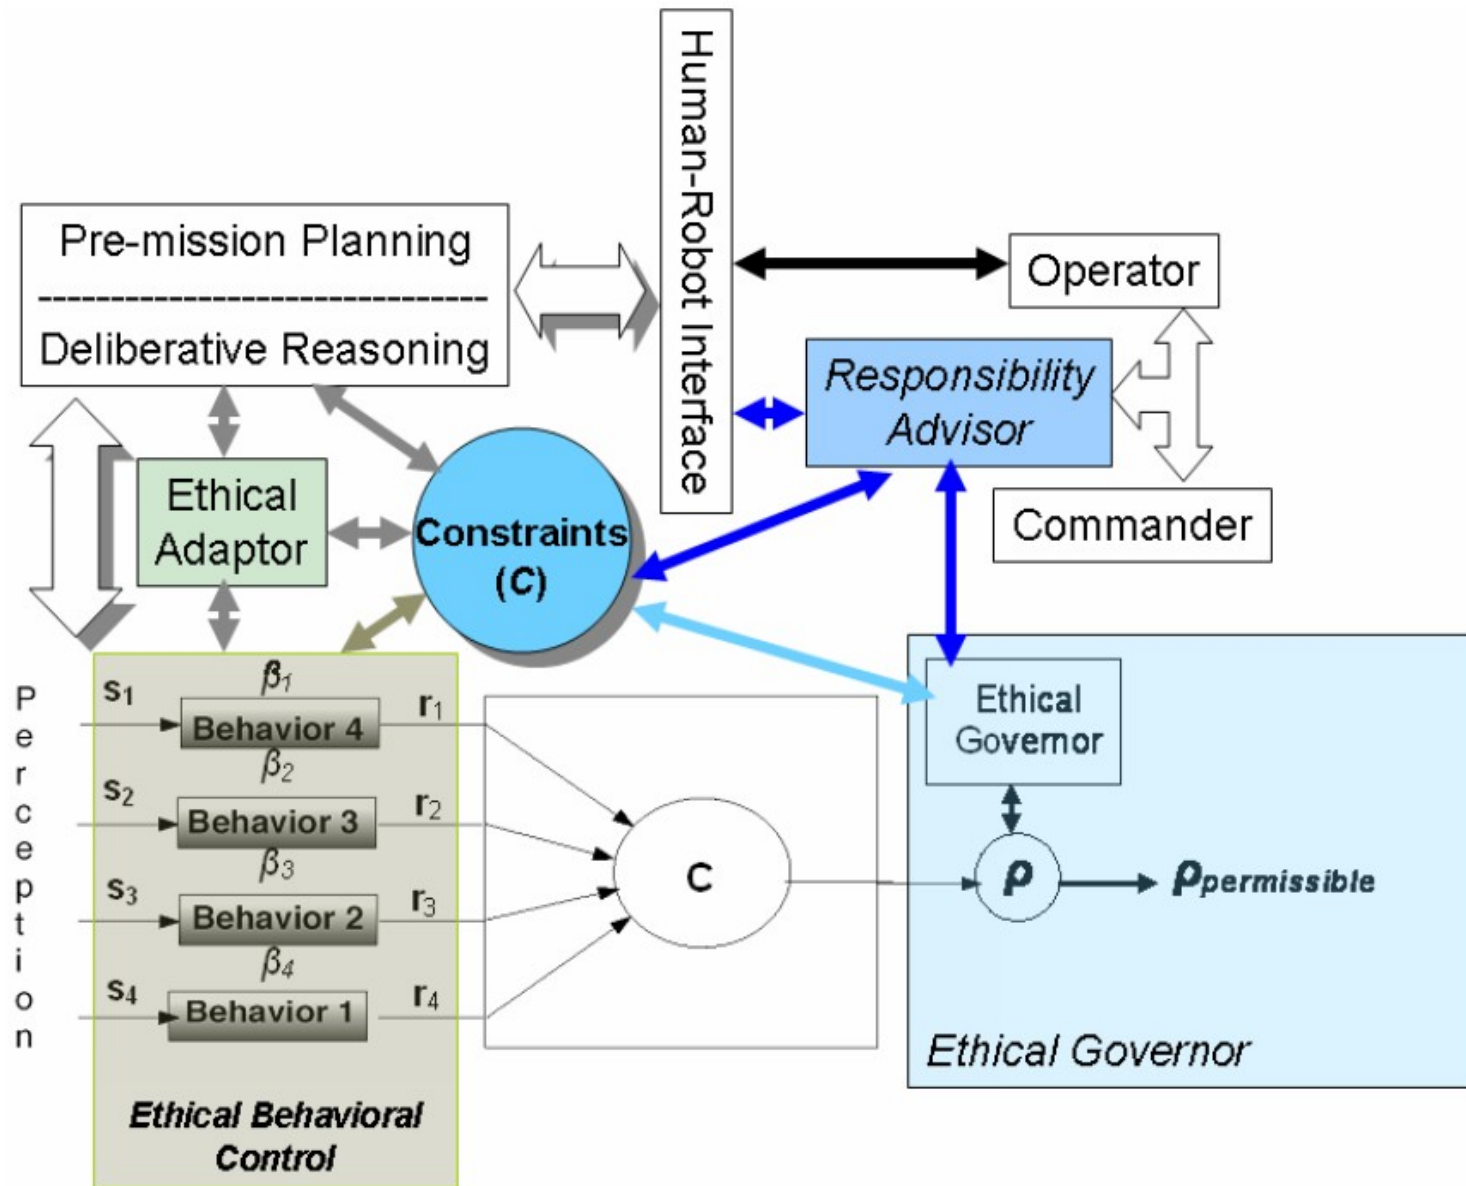 Human-Robot Interface
Pre-mission Planning
--------------------------------
Deliberative Reasoning
Operator
Responsibility
Advisor
Commander
Ethical
Adaptor
Constraints
(C)
Perception
s1
β1
Behavior 4
r1
s2
β2
Behavior 3
r2
s3
β3
Behavior 2
r3
s4
β4
Behavior 1
r4
Ethical Behavioral
Control
C
Ethical
Governor
ρ
ρpermissible
Ethical Governor